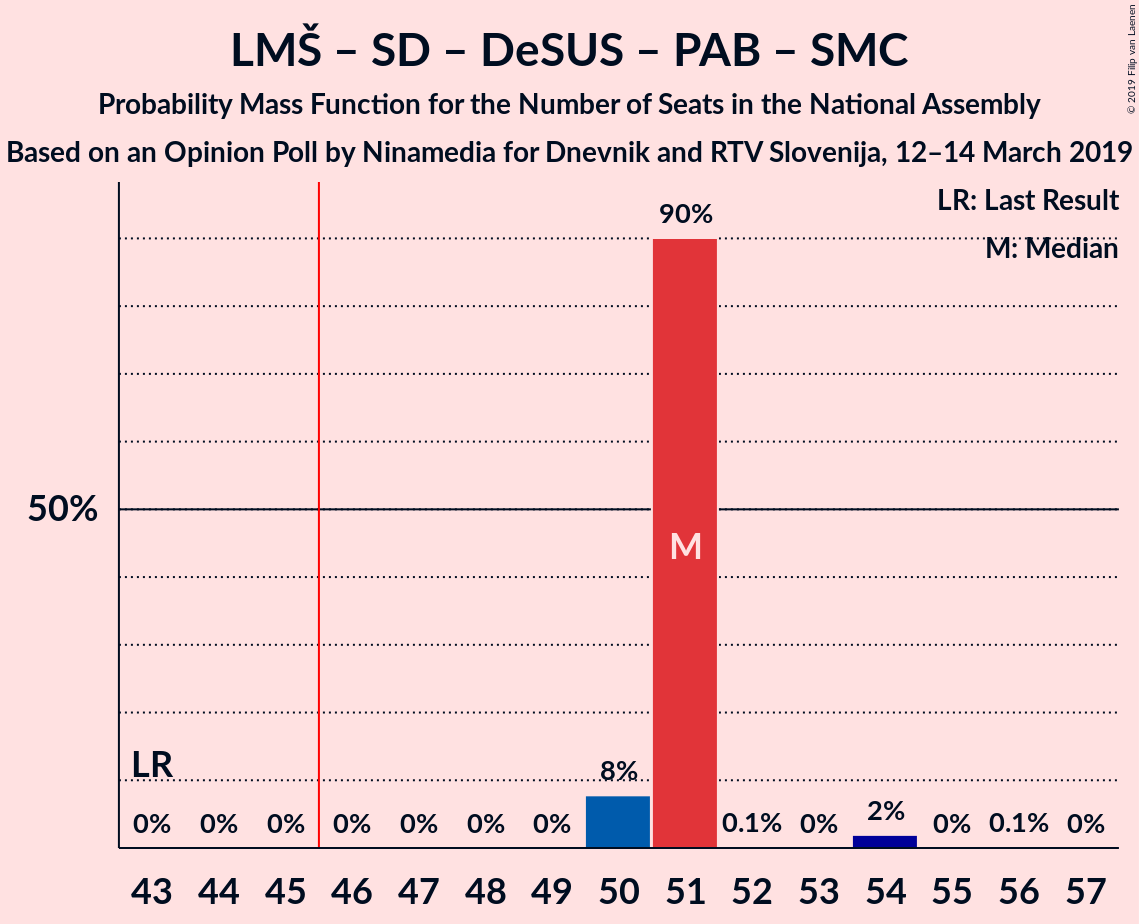 LMŠ – SD – DeSUS – PAB – SMC
Probability Mass Function for the Number of Seats in the National Assembly
Based on an Opinion Poll by Ninamedia for Dnevnik and RTV Slovenija, 12–14 March 2019
© 2019 Filip van Laenen
LR: Last Result
M: Median
90%
50%
M
LR
8%
2%
0% 0% 0% 0% 0% 0% 0% 0.1% 0% 0% 0.1% 0%
43 44 45 46 47 48 49 50 51 52 53 54 55 56 57